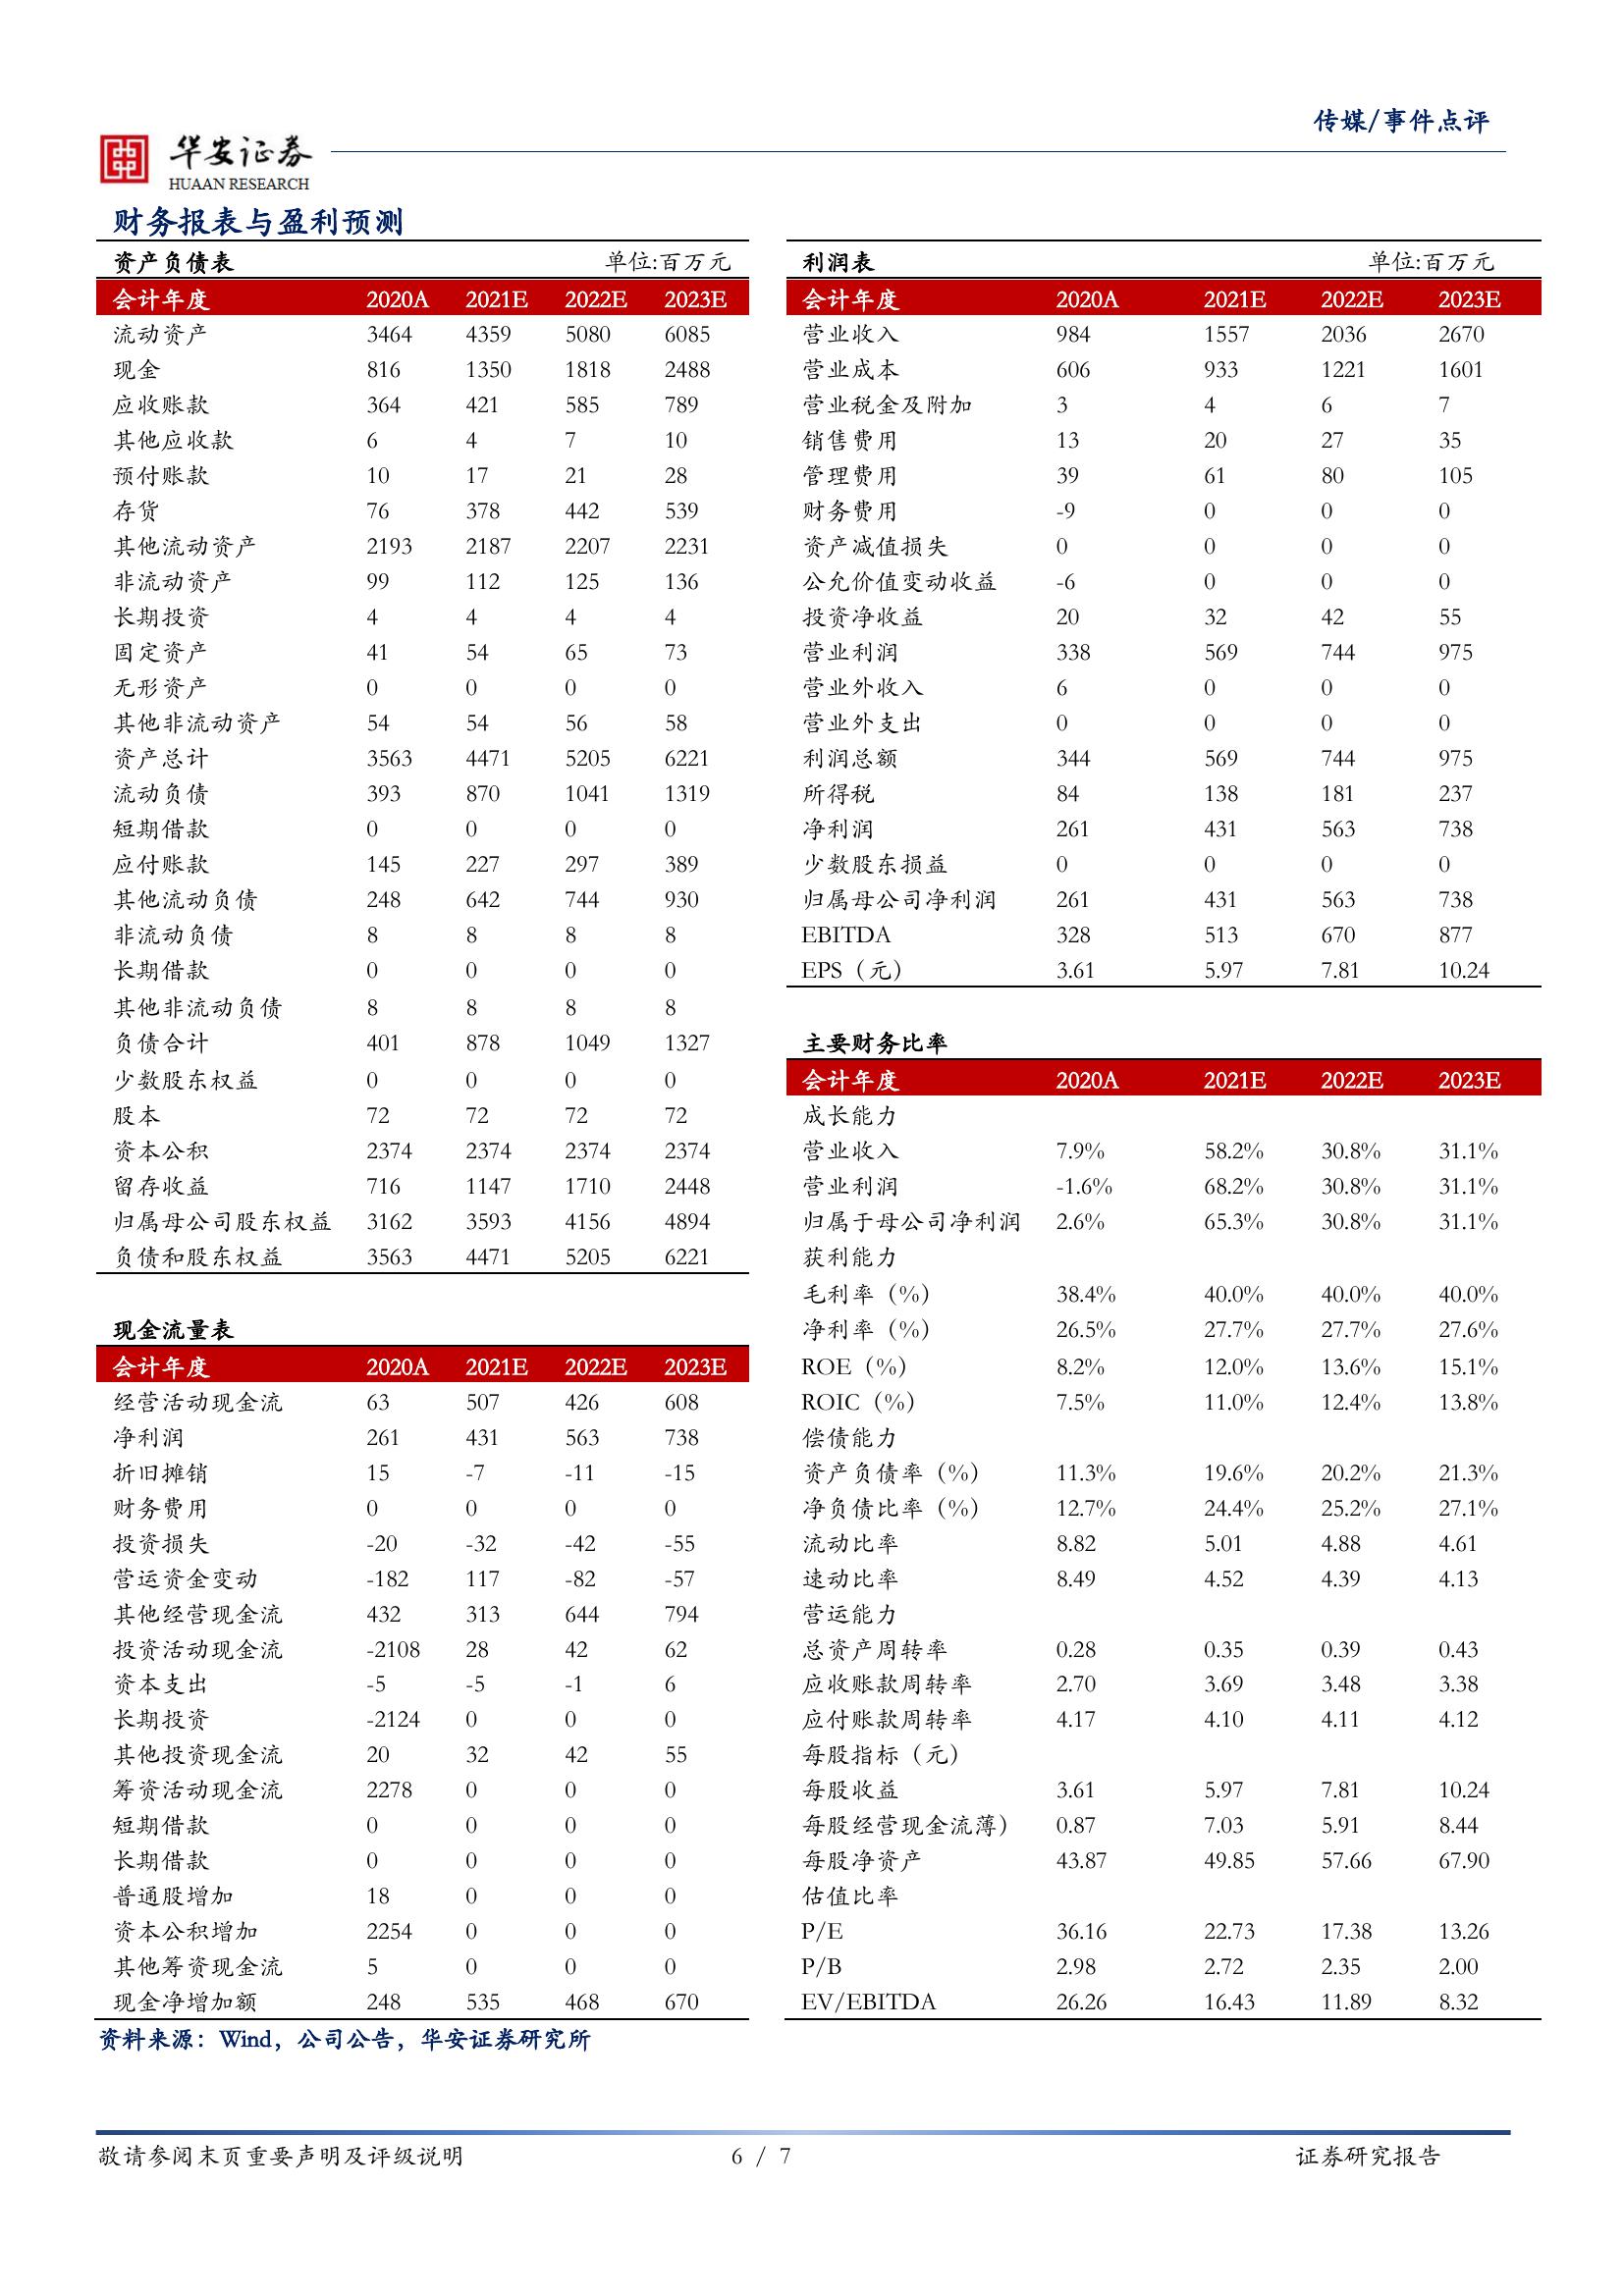 传媒/事件点评
华安证券
HUAAN RESEARCH
财务报表与盈利预测
资产负债表 单位:百万元
会计年度 2020A 2021E 2022E 2023E
流动资产 3464 4359 5080 6085
现金 816 1350 1818 2488
应收账款 364 421 585 789
其他应收款 6 4 7 10
预付账款 10 17 21 28
存货 76 378 442 539
其他流动资产 2193 2187 2207 2231
非流动资产 99 112 125 136
长期投资 4 4 4 4
固定资产 41 54 65 73
无形资产 0 0 0 0
其他非流动资产 54 54 56 58
资产总计 3563 4471 5205 6221
流动负债 393 870 1041 1319
短期借款 0 0 0 0
应付账款 145 227 297 389
其他流动负债 248 642 744 930
非流动负债 8 8 8 8
长期借款 0 0 0 0
其他非流动负债 8 8 8 8
负债合计 401 878 1049 1327
少数股东权益 0 0 0 0
股本 72 72 72 72
资本公积 2374 2374 2374 2374
留存收益 716 1147 1710 2448
归属母公司股东权益 3162 3593 4156 4894
负债和股东权益 3563 4471 5205 6221
现金流量表
会计年度 2020A 2021E 2022E 2023E
经营活动现金流 63 507 426 608
净利润 261 431 563 738
折旧摊销 15 -7 -11 -15
财务费用 0 0 0 0
投资损失 -20 -32 -42 -55
营运资金变动 -182 117 -82 -57
其他经营现金流 432 313 644 794
投资活动现金流 -2108 28 42 62
资本支出 -5 -5 -1 6
长期投资 -2124 0 0 0
其他投资现金流 20 32 42 55
筹资活动现金流 2278 0 0 0
短期借款 0 0 0 0
长期借款 0 0 0 0
普通股增加 18 0 0 0
资本公积增加 2254 0 0 0
其他筹资现金流 5 0 0 0
现金净增加额 248 535 468 670
利润表 单位:百万元
会计年度 2020A 2021E 2022E 2023E
营业收入 984 1557 2036 2670
营业成本 606 933 1221 1601
营业税金及附加 3 4 6 7
销售费用 13 20 27 35
管理费用 39 61 80 105
财务费用 -9 0 0 0
资产减值损失 0 0 0 0
公允价值变动收益 -6 0 0 0
投资净收益 20 32 42 55
营业利润 338 569 744 975
营业外收入 6 0 0 0
营业外支出 0 0 0 0
利润总额 344 569 744 975
所得税 84 138 181 237
净利润 261 431 563 738
少数股东损益 0 0 0 0
归属母公司净利润 261 431 563 738
EBITDA 328 513 670 877
EPS（元） 3.61 5.97 7.81 10.24
主要财务比率
会计年度 2020A 2021E 2022E 2023E
成长能力
营业收入 7.9% 58.2% 30.8% 31.1%
营业利润 -1.6% 68.2% 30.8% 31.1%
归属于母公司净利润 2.6% 65.3% 30.8% 31.1%
获利能力
毛利率（%） 38.4% 40.0% 40.0% 40.0%
净利率（%） 26.5% 27.7% 27.7% 27.6%
ROE（%） 8.2% 12.0% 13.6% 15.1%
ROIC（%） 7.5% 11.0% 12.4% 13.8%
偿债能力
资产负债率（%） 11.3% 19.6% 20.2% 21.3%
净负债比率（%） 12.7% 24.4% 25.2% 27.1%
流动比率 8.82 5.01 4.88 4.61
速动比率 8.49 4.52 4.39 4.13
营运能力
总资产周转率 0.28 0.35 0.39 0.43
应收账款周转率 2.70 3.69 3.48 3.38
应付账款周转率 4.17 4.10 4.11 4.12
每股指标（元）
每股收益 3.61 5.97 7.81 10.24
每股经营现金流薄） 0.87 7.03 5.91 8.44
每股净资产 43.87 49.85 57.66 67.90
估值比率
P/E 36.16 22.73 17.38 13.26
P/B 2.98 2.72 2.35 2.00
EV/EBITDA 26.26 16.43 11.89 8.32
资料来源：Wind，公司公告，华安证券研究所
敬请参阅末页重要声明及评级说明 6 / 7 证券研究报告